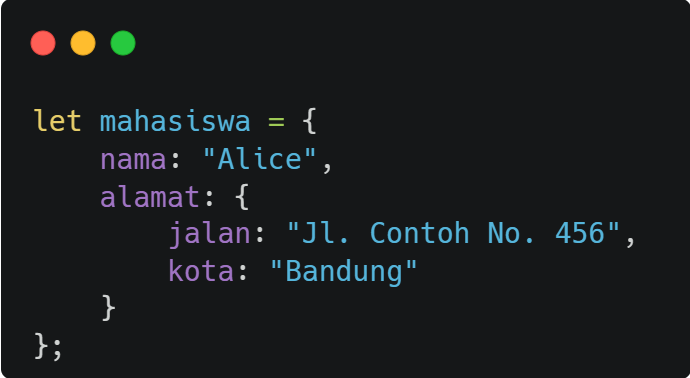 let mahasiswa = {
    nama: "Alice",
    alamat: {
        jalan: "Jl. Contoh No. 456",
        kota: "Bandung"
    }
};